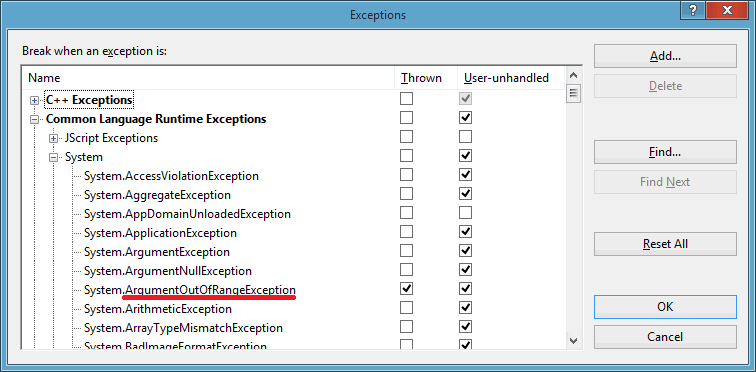 Exceptions
? x
Break when an exception is:
Name Thrown User-unhandled
C++ Exceptions
Common Language Runtime Exceptions
JScript Exceptions
System
System.AccessViolationException
System.AggregateException
System.AppDomainUnloadedException
System.ApplicationException
System.ArgumentException
System.ArgumentNullException
System.ArgumentOutOfRangeException
System.ArithmeticException
System.ArrayTypeMismatchException
System.BadImageFormatException
Add...
Delete
Find...
Find Next
Reset All
OK
Cancel